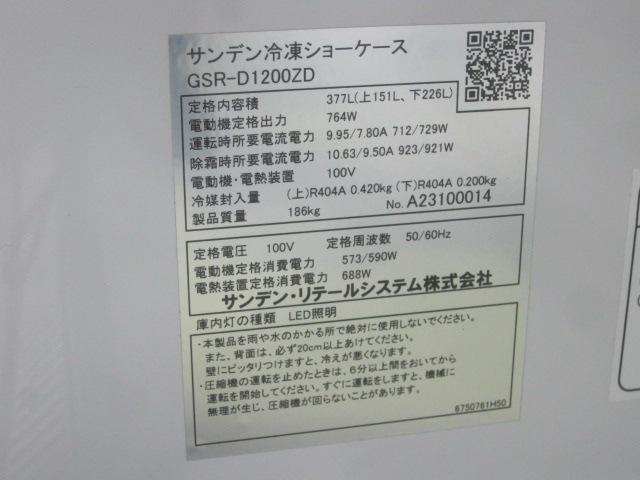 サンデン冷凍ショーケース
GSR-D1200ZD
定格内容積 377L(上151L、下226L)
電動機定格出力 764W
運転時所要電流電力 9.95/7.80A 712/729W
除霜時所要電流電力 10.63/9.50A 923/921W
電動機・電熱装置 100V
冷媒封入量 (上)R404A 0.420kg (下)R404A 0.200kg
製品質量 186kg No. A23100014
定格電圧 100V 定格周波数 50/60Hz
電動機定格消費電力 573/590W
電熱装置定格消費電力 688W
サンデン・リテールシステム株式会社
庫内灯の種類 LED照明
・本製品を雨や水のかかる所で絶対に使用しないでください。
また、背面は、必ず20cm以上あけてください。
壁にピッタリつけますと、冷えが悪くなります。
・圧縮機の運転を止めたときは、6分以上間をおいてから
運転を開始してください。すぐに運転をしますと、機械に
無理が生じ、圧縮機が回らないことがあります。
6750761H50